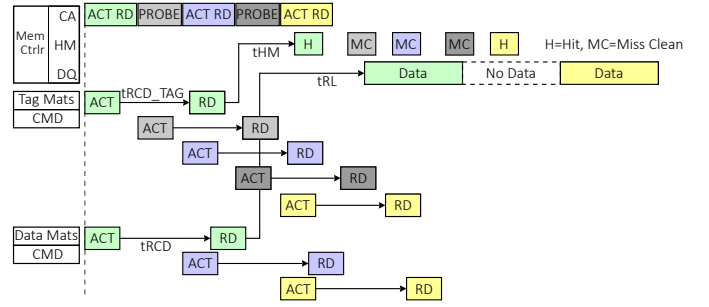 CA ACT RD PROBE ACT RD PROBE ACT RD
Mem Ctrlr HM tHM H MC MC MC H H=Hit, MC=Miss Clean
DQ tRL Data No Data Data
Tag Mats ACT tRCD_TAG RD
CMD ACT RD
ACT RD
ACT RD
ACT RD
Data Mats ACT tRCD RD
CMD ACT RD
ACT RD